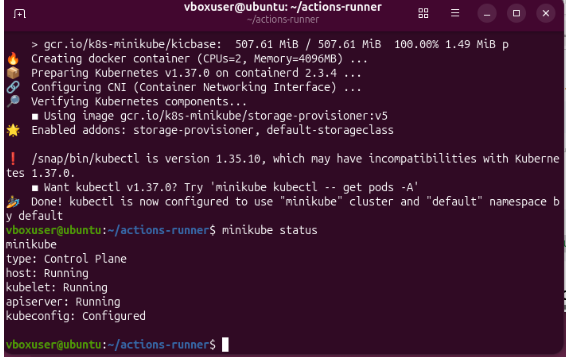 vboxuser@ubuntu: ~/actions-runner
~/actions-runner
> gcr.io/k8s-minikube/kicbase:  507.61 MiB / 507.61 MiB  100.00% 1.49 MiB p
Creating docker container (CPUs=2, Memory=4096MB) ...
Preparing Kubernetes v1.37.0 on containerd 2.3.4 ...
Configuring CNI (Container Networking Interface) ...
Verifying Kubernetes components...
■ Using image gcr.io/k8s-minikube/storage-provisioner:v5
Enabled addons: storage-provisioner, default-storageclass
/snap/bin/kubectl is version 1.35.10, which may have incompatibilities with Kuberne
tes 1.37.0.
■ Want kubectl v1.37.0? Try 'minikube kubectl -- get pods -A'
Done! kubectl is now configured to use "minikube" cluster and "default" namespace b
y default
vboxuser@ubuntu:~/actions-runner$ minikube status
minikube
type: Control Plane
host: Running
kubelet: Running
apiserver: Running
kubeconfig: Configured
vboxuser@ubuntu:~/actions-runner$